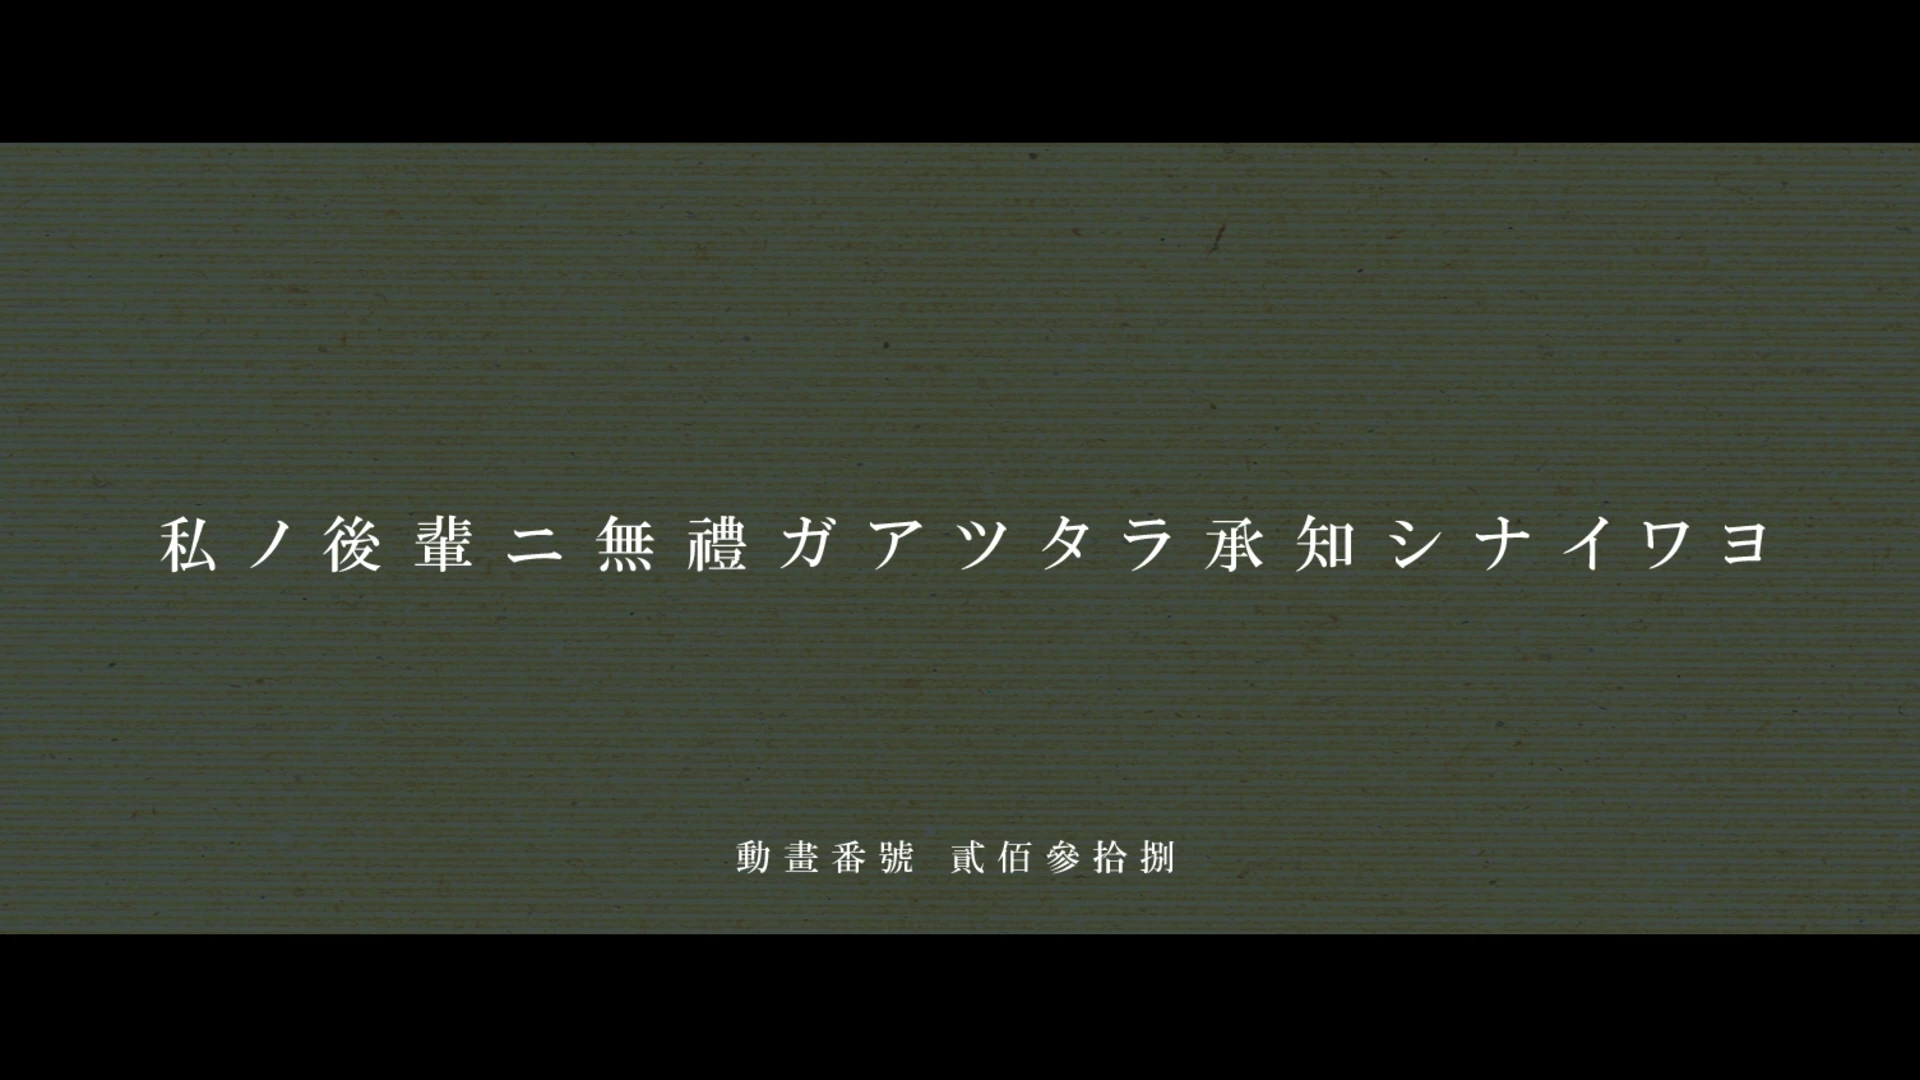 私ノ後輩ニ無禮ガアツタラ承知シナイワヨ
動畫番號 貳佰參拾捌